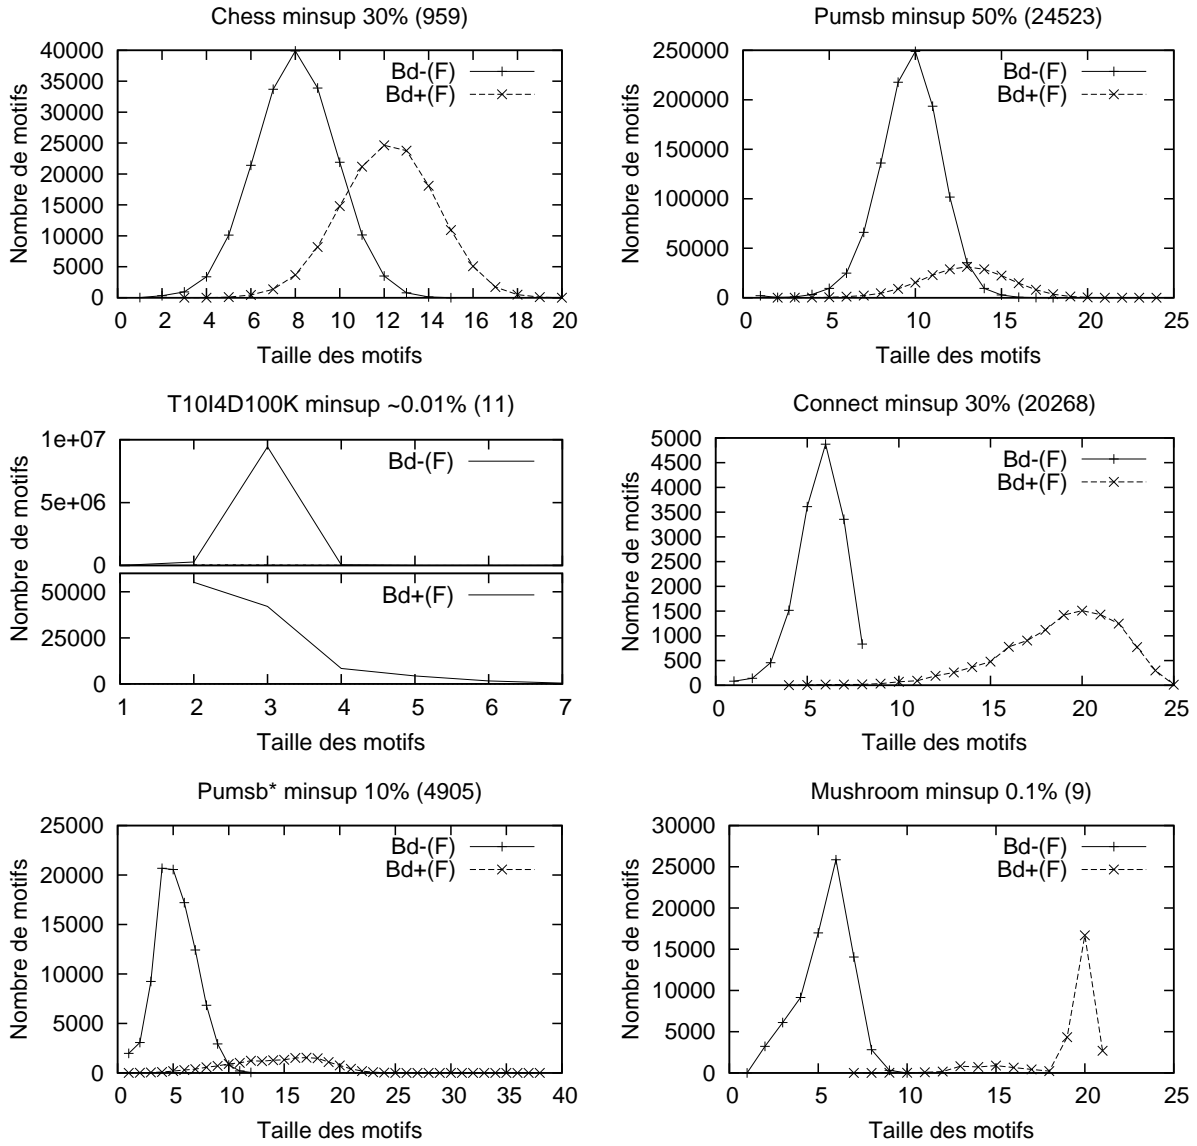 Chess minsup 30% (959)
40000
35000
30000
25000
20000
15000
10000
5000
0
Nombre de motifs
Bd-(F)
Bd+(F)
0 2 4 6 8 10 12 14 16 18 20
Taille des motifs
Pumsb minsup 50% (24523)
250000
200000
150000
100000
50000
0
Nombre de motifs
Bd-(F)
Bd+(F)
0 5 10 15 20 25
Taille des motifs
T10I4D100K minsup ~0.01% (11)
1e+07
5e+06
0
Nombre de motifs
Bd-(F)
50000
25000
0
Bd+(F)
1 2 3 4 5 6 7
Taille des motifs
Connect minsup 30% (20268)
5000
4500
4000
3500
3000
2500
2000
1500
1000
500
0
Nombre de motifs
Bd-(F)
Bd+(F)
0 5 10 15 20 25
Taille des motifs
Pumsb* minsup 10% (4905)
25000
20000
15000
10000
5000
0
Nombre de motifs
Bd-(F)
Bd+(F)
0 5 10 15 20 25 30 35 40
Taille des motifs
Mushroom minsup 0.1% (9)
30000
25000
20000
15000
10000
5000
0
Nombre de motifs
Bd-(F)
Bd+(F)
0 5 10 15 20 25
Taille des motifs